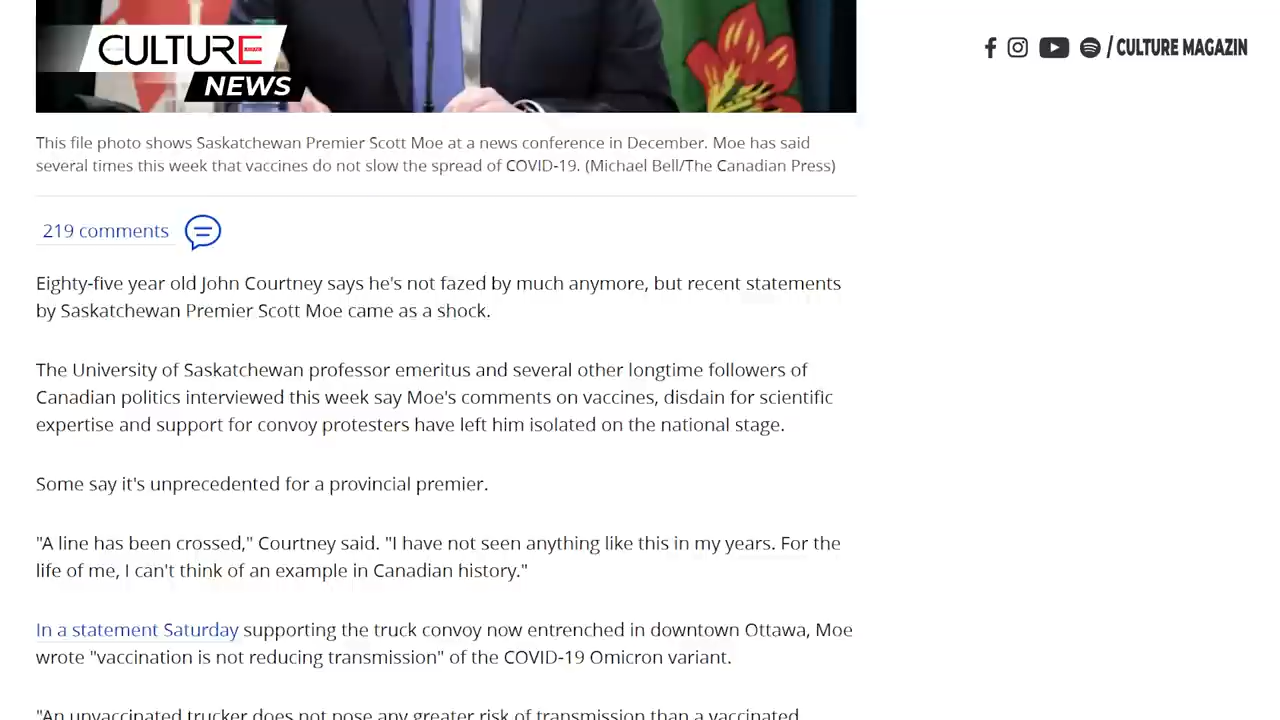 CULTURE
NEWS
/ CULTURE MAGAZIN
This file photo shows Saskatchewan Premier Scott Moe at a news conference in December. Moe has said
several times this week that vaccines do not slow the spread of COVID-19. (Michael Bell/The Canadian Press)
219 comments
Eighty-five year old John Courtney says he's not fazed by much anymore, but recent statements
by Saskatchewan Premier Scott Moe came as a shock.
The University of Saskatchewan professor emeritus and several other longtime followers of
Canadian politics interviewed this week say Moe's comments on vaccines, disdain for scientific
expertise and support for convoy protesters have left him isolated on the national stage.
Some say it's unprecedented for a provincial premier.
"A line has been crossed," Courtney said. "I have not seen anything like this in my years. For the
life of me, I can't think of an example in Canadian history."
In a statement Saturday supporting the truck convoy now entrenched in downtown Ottawa, Moe
wrote "vaccination is not reducing transmission" of the COVID-19 Omicron variant.
"An unvaccinated trucker does not pose any greater risk of transmission than a vaccinated